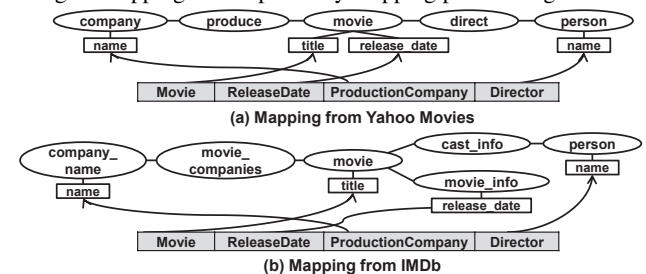 company produce movie direct person
name title release_date name
Movie ReleaseDate ProductionCompany Director
(a) Mapping from Yahoo Movies
company_
name movie_
companies movie cast_info person
name title movie_info name
release_date
Movie ReleaseDate ProductionCompany Director
(b) Mapping from IMDb